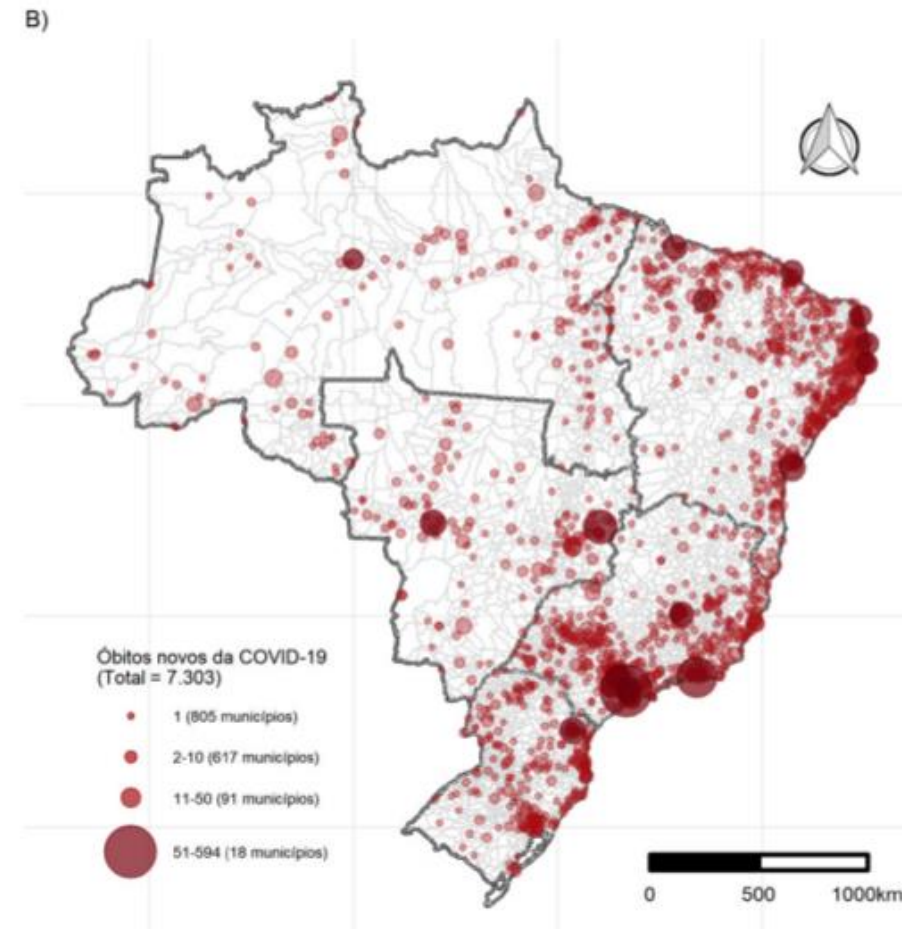 B)
Óbitos novos da COVID-19
(Total = 7.303)
1 (805 municípios)
2-10 (617 municípios)
11-50 (91 municípios)
51-594 (18 municípios)
0 500 1000km